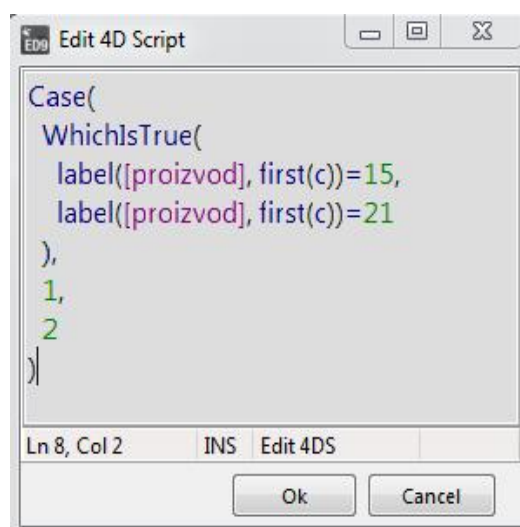 ED9 Edit 4D Script
Case(
WhichIsTrue(
label([proizvod], first(c))=15,
label([proizvod], first(c))=21
),
1,
2
)
Ln 8, Col 2 INS Edit 4DS
Ok Cancel